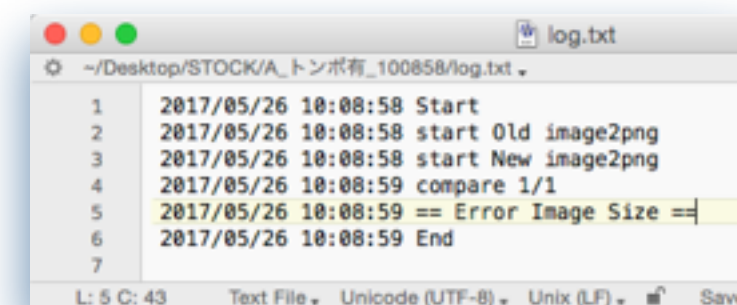 log.txt
~/Desktop/STOCK/A_トンボ有_100858/log.txt
1 2017/05/26 10:08:58 Start
2 2017/05/26 10:08:58 start Old image2png
3 2017/05/26 10:08:58 start New image2png
4 2017/05/26 10:08:59 compare 1/1
5 2017/05/26 10:08:59 == Error Image Size ==
6 2017/05/26 10:08:59 End
7
L: 5 C: 43 Text File Unicode (UTF-8) Unix (LF) Save